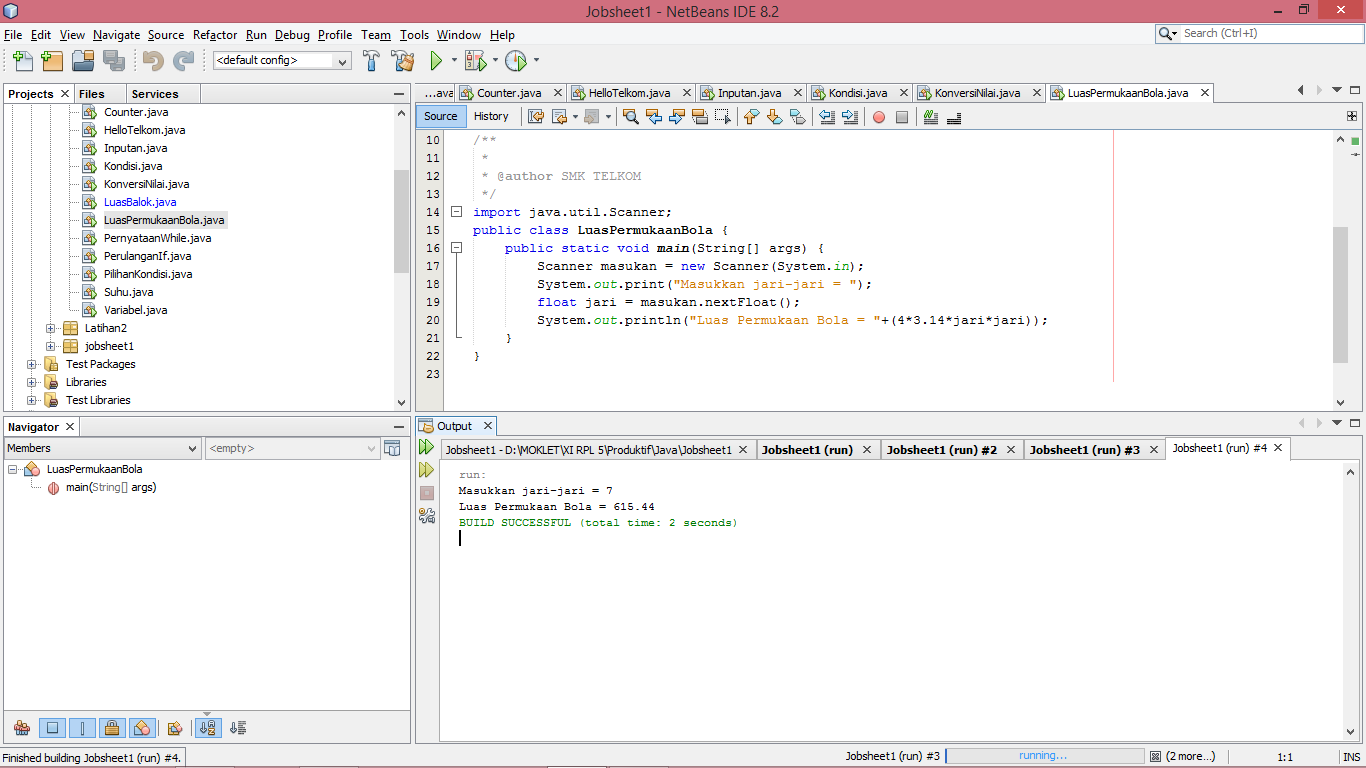 Jobsheet1 - NetBeans IDE 8.2
File Edit View Navigate Source Refactor Run Debug Profile Team Tools Window Help
Search (Ctrl+I)
<default config>
Projects Files Services
Counter.java
HelloTelkom.java
Inputan.java
Kondisi.java
KonversiNilai.java
LuasBalok.java
LuasPermukaanBola.java
PernyataanWhile.java
PerulanganIf.java
PilihanKondisi.java
Suhu.java
Variabel.java
Latihan2
jobsheet1
Test Packages
Libraries
Test Libraries
...ava Counter.java HelloTelkom.java Inputan.java Kondisi.java KonversiNilai.java LuasPermukaanBola.java
Source History
10 /**
11 *
12 * @author SMK TELKOM
13 */
14 import java.util.Scanner;
15 public class LuasPermukaanBola {
16 public static void main(String[] args) {
17 Scanner masukan = new Scanner(System.in);
18 System.out.print("Masukkan jari-jari = ");
19 float jari = masukan.nextFloat();
20 System.out.println("Luas Permukaan Bola = "+(4*3.14*jari*jari));
21 }
22 }
23
Navigator
Members <empty>
LuasPermukaanBola
main(String[] args)
Output
Jobsheet1 - D:\MOKLET\XI RPL 5\Produktif\Java\Jobsheet1 Jobsheet1 (run) Jobsheet1 (run) #2 Jobsheet1 (run) #3 Jobsheet1 (run) #4
run:
Masukkan jari-jari = 7
Luas Permukaan Bola = 615.44
BUILD SUCCESSFUL (total time: 2 seconds)
Finished building Jobsheet1 (run) #4.
Jobsheet1 (run) #3 running... (2 more...) 1:1 INS